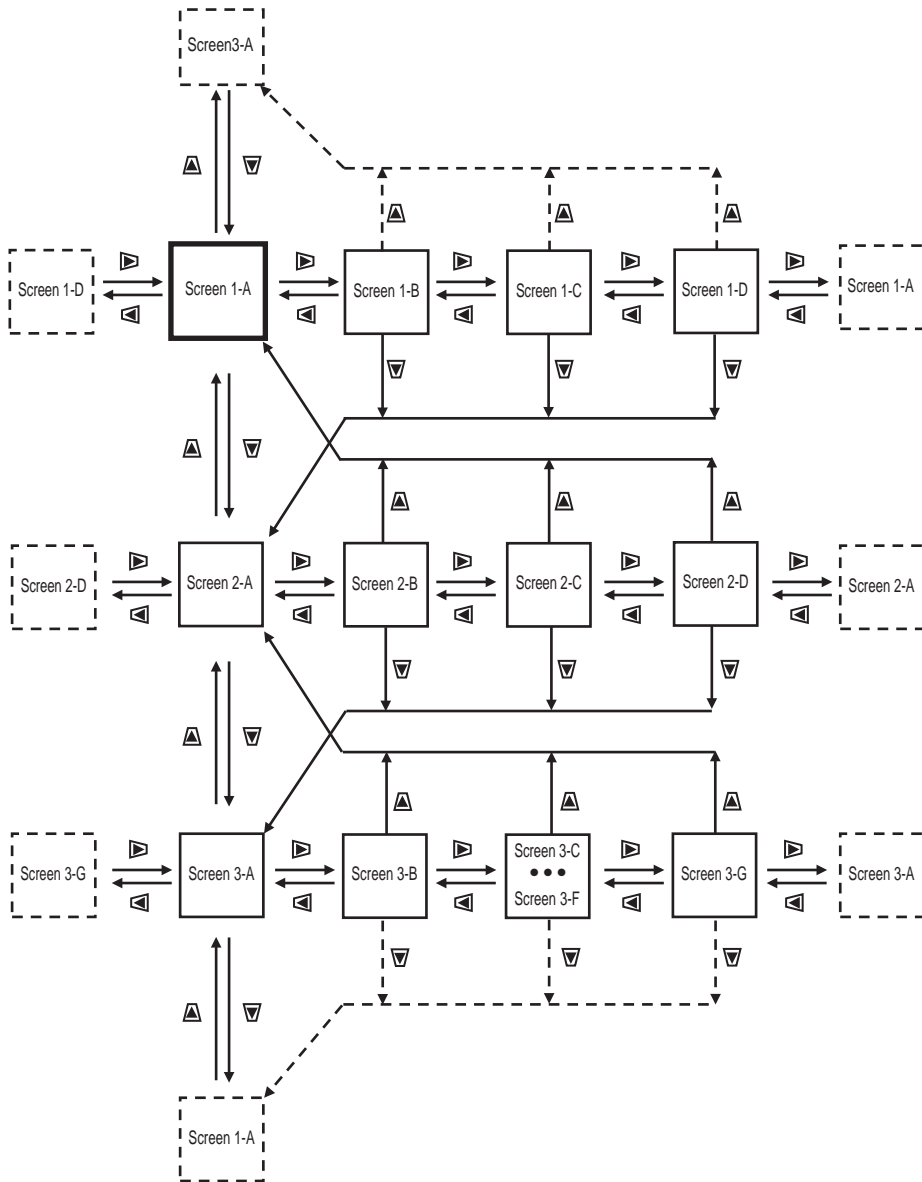 Screen3-A
Screen 1-D
Screen 1-A
Screen 1-B
Screen 1-C
Screen 1-D
Screen 1-A
Screen 2-D
Screen 2-A
Screen 2-B
Screen 2-C
Screen 2-D
Screen 2-A
Screen 3-G
Screen 3-A
Screen 3-B
Screen 3-C
•••
Screen 3-F
Screen 3-G
Screen 3-A
Screen 1-A